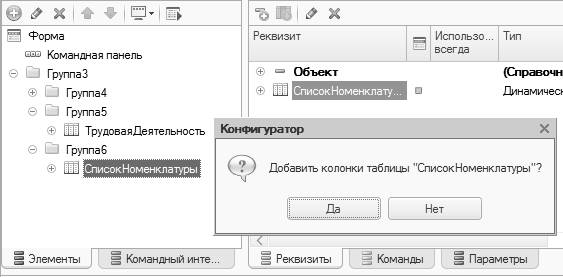 Форма
Командная панель
Группа3
Группа4
Группа5
ТрудоваяДеятельность
Группа6
СписокНоменклатуры
Элементы
Командный инте...
Реквизит
Использо... всегда
Тип
Объект
(Справочн
СписокНоменклату...
Динамическ
Конфигуратор
Добавить колонки таблицы "СписокНоменклатуры"?
Да
Нет
Реквизиты
Команды
Параметры